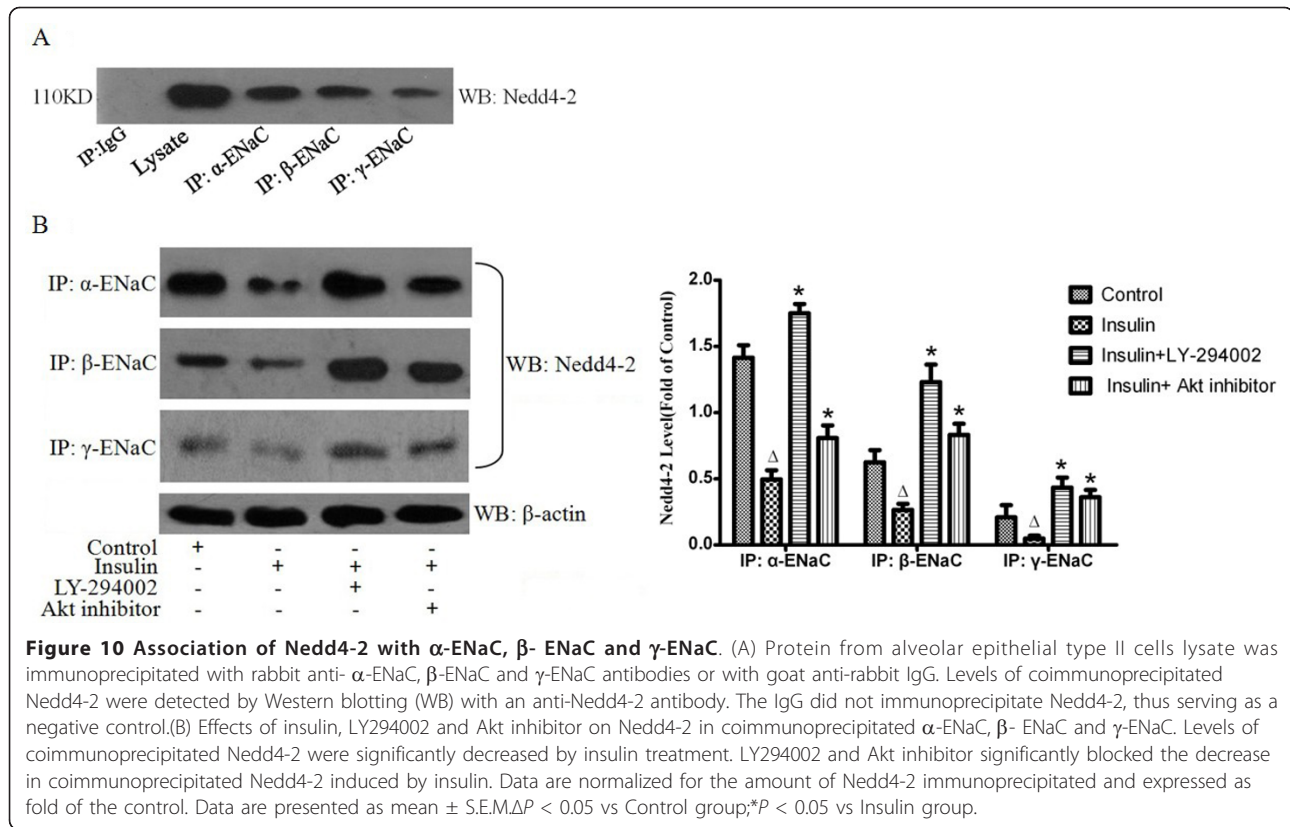 A
110KD
WB: Nedd4-2
IP:IgG
Lysate
IP: α-ENaC
IP: β-ENaC
IP: γ-ENaC
B
IP: α-ENaC
IP: β-ENaC
WB: Nedd4-2
IP: γ-ENaC
WB: β-actin
Control + - - -
Insulin - + + +
LY-294002 - - + -
Akt inhibitor - - - +
Nedd4-2 Level(Fold of Control)
2.0
1.5
1.0
0.5
0.0
Δ * *
Δ * *
Δ * *
IP: α-ENaC IP: β-ENaC IP: γ-ENaC
Control
Insulin
Insulin+LY-294002
Insulin+ Akt inhibitor
Figure 10 Association of Nedd4-2 with α-ENaC, β- ENaC and γ-ENaC. (A) Protein from alveolar epithelial type II cells lysate was
immunoprecipitated with rabbit anti- α-ENaC, β-ENaC and γ-ENaC antibodies or with goat anti-rabbit IgG. Levels of coimmunoprecipitated
Nedd4-2 were detected by Western blotting (WB) with an anti-Nedd4-2 antibody. The IgG did not immunoprecipitate Nedd4-2, thus serving as a
negative control.(B) Effects of insulin, LY294002 and Akt inhibitor on Nedd4-2 in coimmunoprecipitated α-ENaC, β- ENaC and γ-ENaC. Levels of
coimmunoprecipitated Nedd4-2 were significantly decreased by insulin treatment. LY294002 and Akt inhibitor significantly blocked the decrease
in coimmunoprecipitated Nedd4-2 induced by insulin. Data are normalized for the amount of Nedd4-2 immunoprecipitated and expressed as
fold of the control. Data are presented as mean ± S.E.M.ΔP < 0.05 vs Control group;*P < 0.05 vs Insulin group.